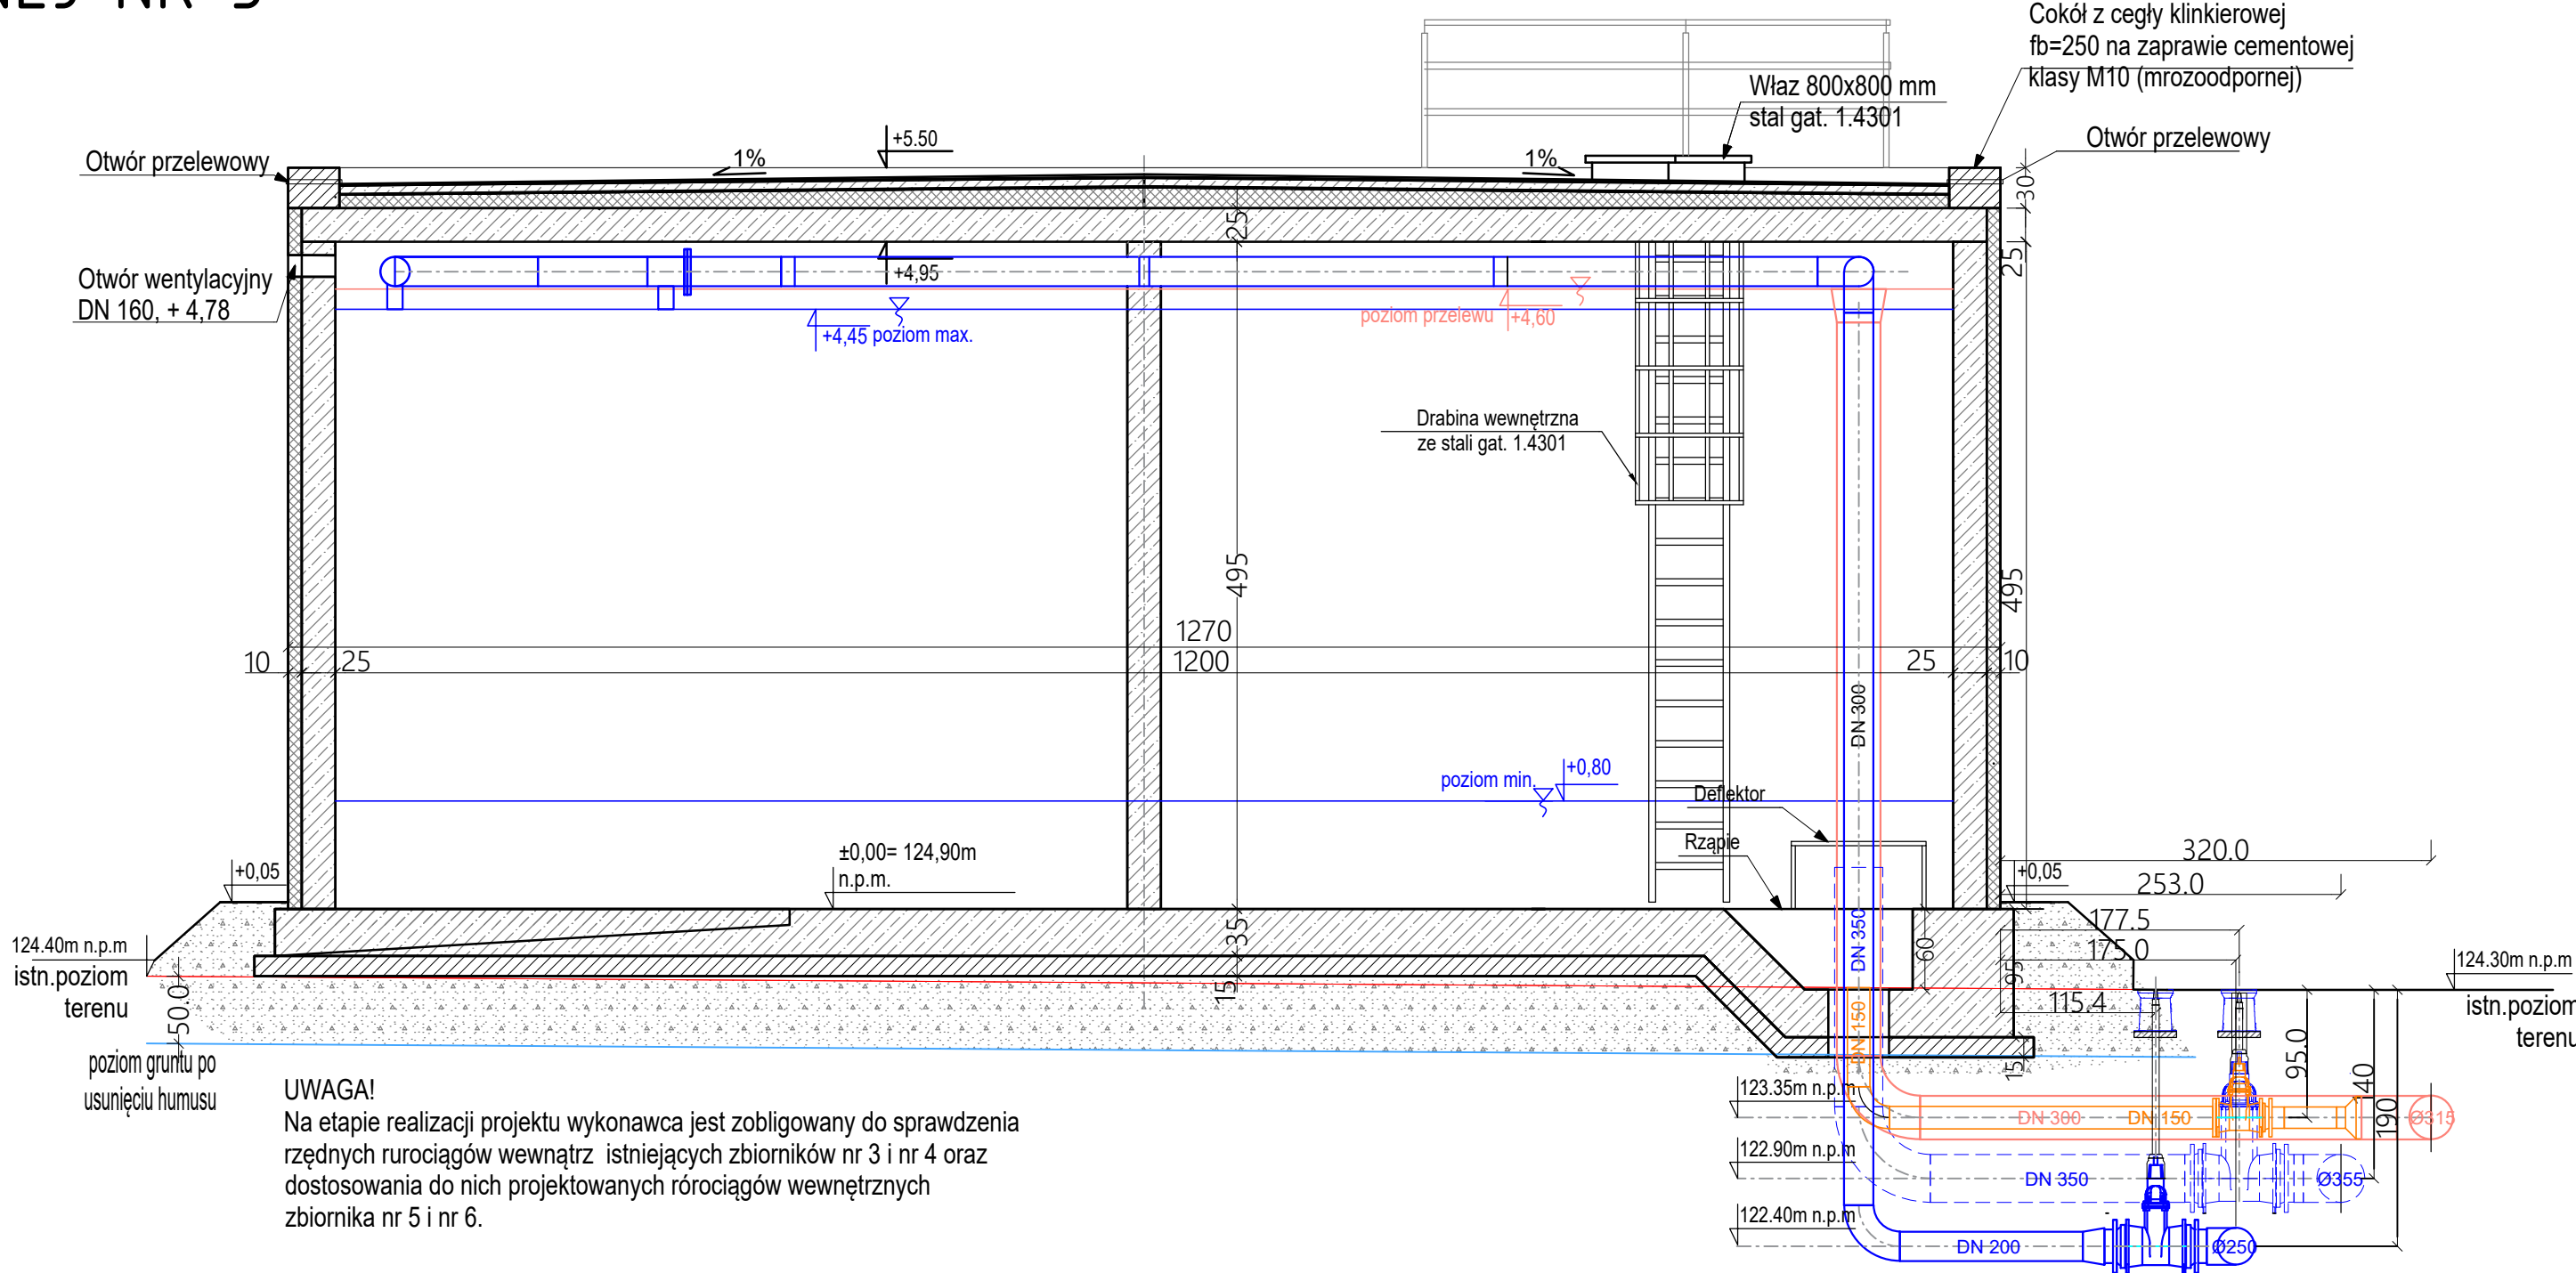 NEJ NR 5
Cokół z cegły klinkierowej
fb=250 na zaprawie cementowej
klasy M10 (mrozoodpornej)
Właz 800x800 mm
stal gat. 1.4301
Otwór przelewowy
Otwór przelewowy
1%
+5.50
1%
30
25
25
Otwór wentylacyjny
DN 160, + 4,78
+4,95
+4,45 poziom max.
poziom przelewu
+4,60
Drabina wewnętrzna
ze stali gat. 1.4301
495
495
1270
1200
10
25
25
10
DN 300
poziom min.
+0,80
Deflektor
Rząpie
±0,00= 124,90m
n.p.m.
+0,05
+0,05
320.0
253.0
177.5
175.0
115.4
124.40m n.p.m
istn.poziom
terenu
50.0
poziom gruntu po
usunięciu humusu
35
15
DN 350
60
95
DN 150
15
124.30m n.p.m
istn.poziom
terenu
95.0
140
190
UWAGA!
Na etapie realizacji projektu wykonawca jest zobligowany do sprawdzenia
rzędnych rurociągów wewnątrz istniejących zbiorników nr 3 i nr 4 oraz
dostosowania do nich projektowanych rórociągów wewnętrznych
zbiornika nr 5 i nr 6.
123.35m n.p.m
DN 300
DN 150
Ø315
122.90m n.p.m
DN 350
Ø355
122.40m n.p.m
DN 200
Ø250